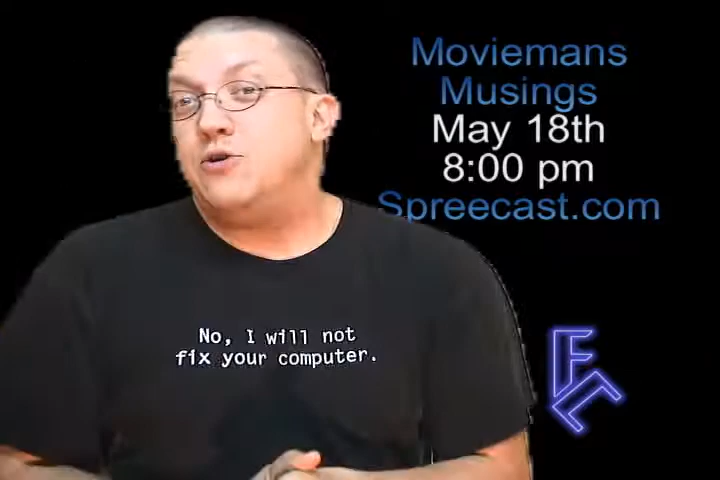 Moviemans
Musings
May 18th
8:00 pm
Spreecast.com
No, I will not
fix your computer.